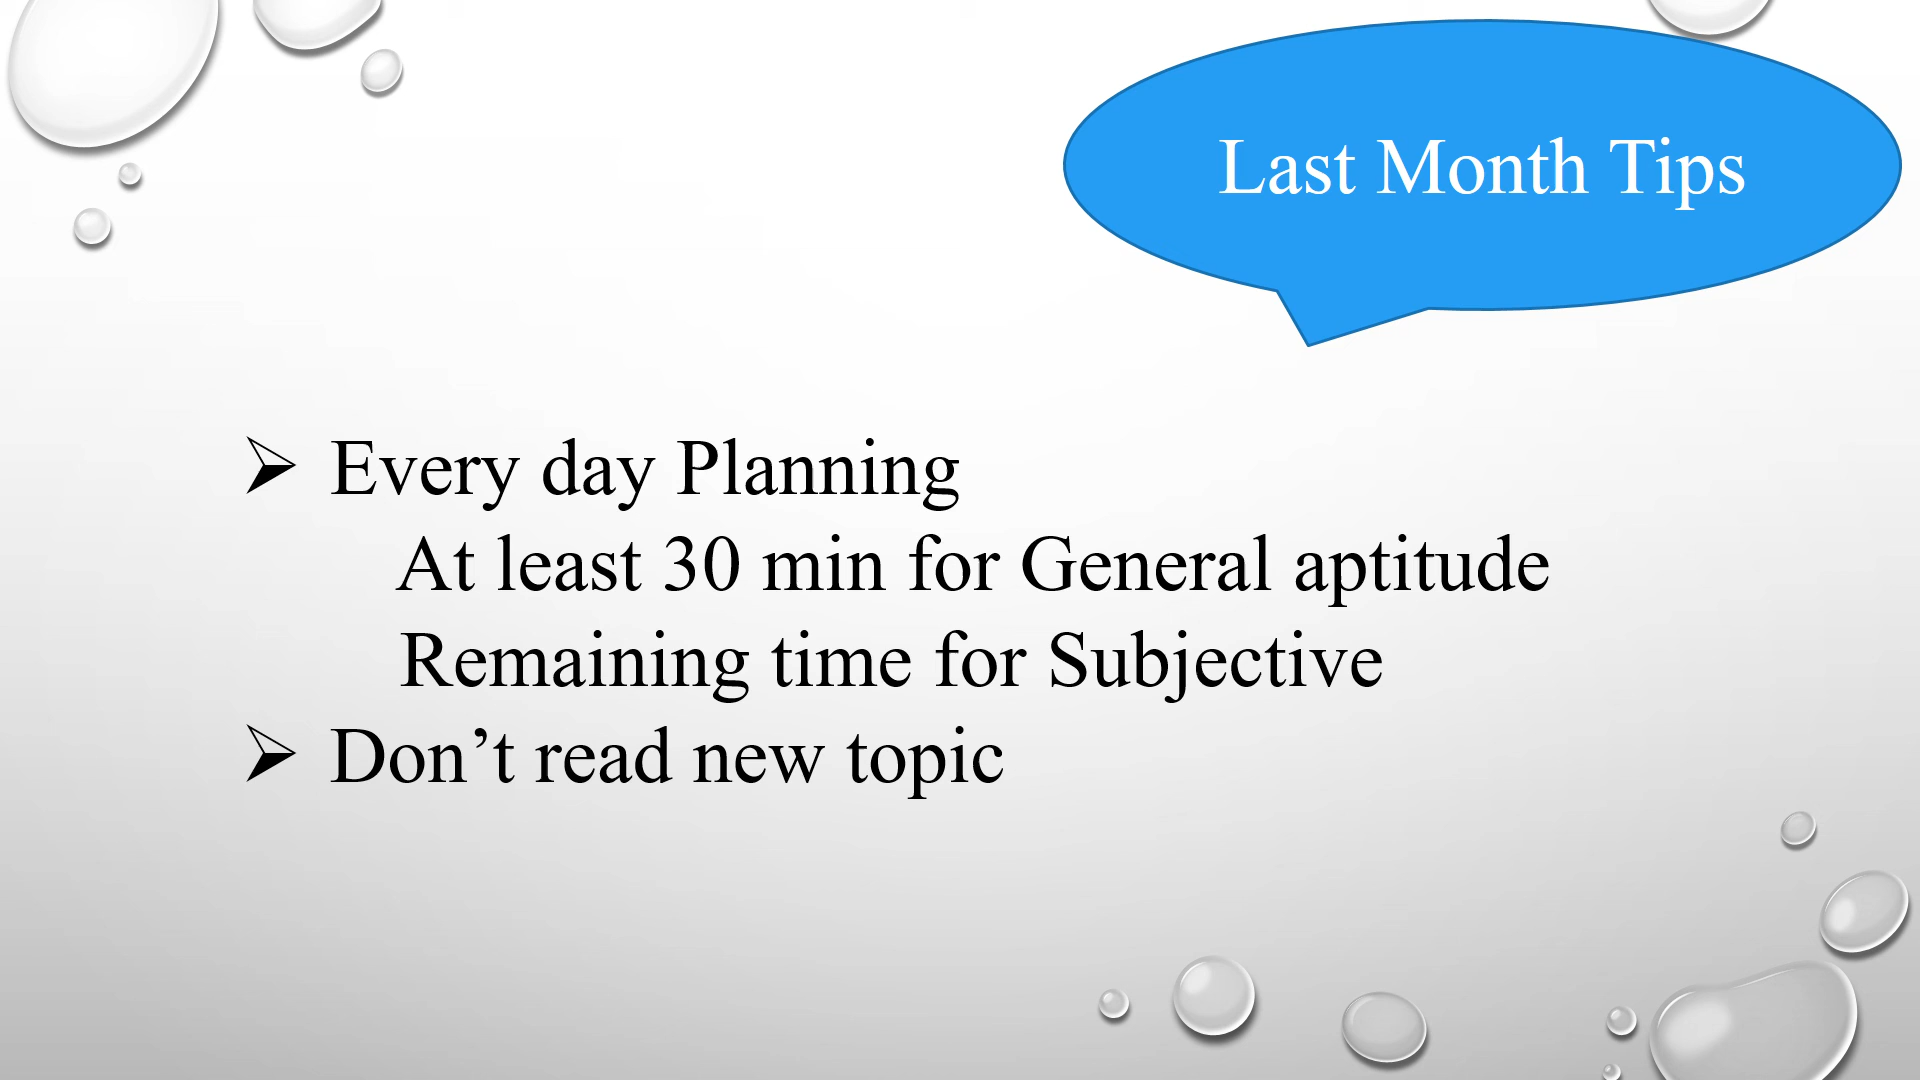 Last Month Tips
➢ Every day Planning
At least 30 min for General aptitude
Remaining time for Subjective
➢ Don’t read new topic